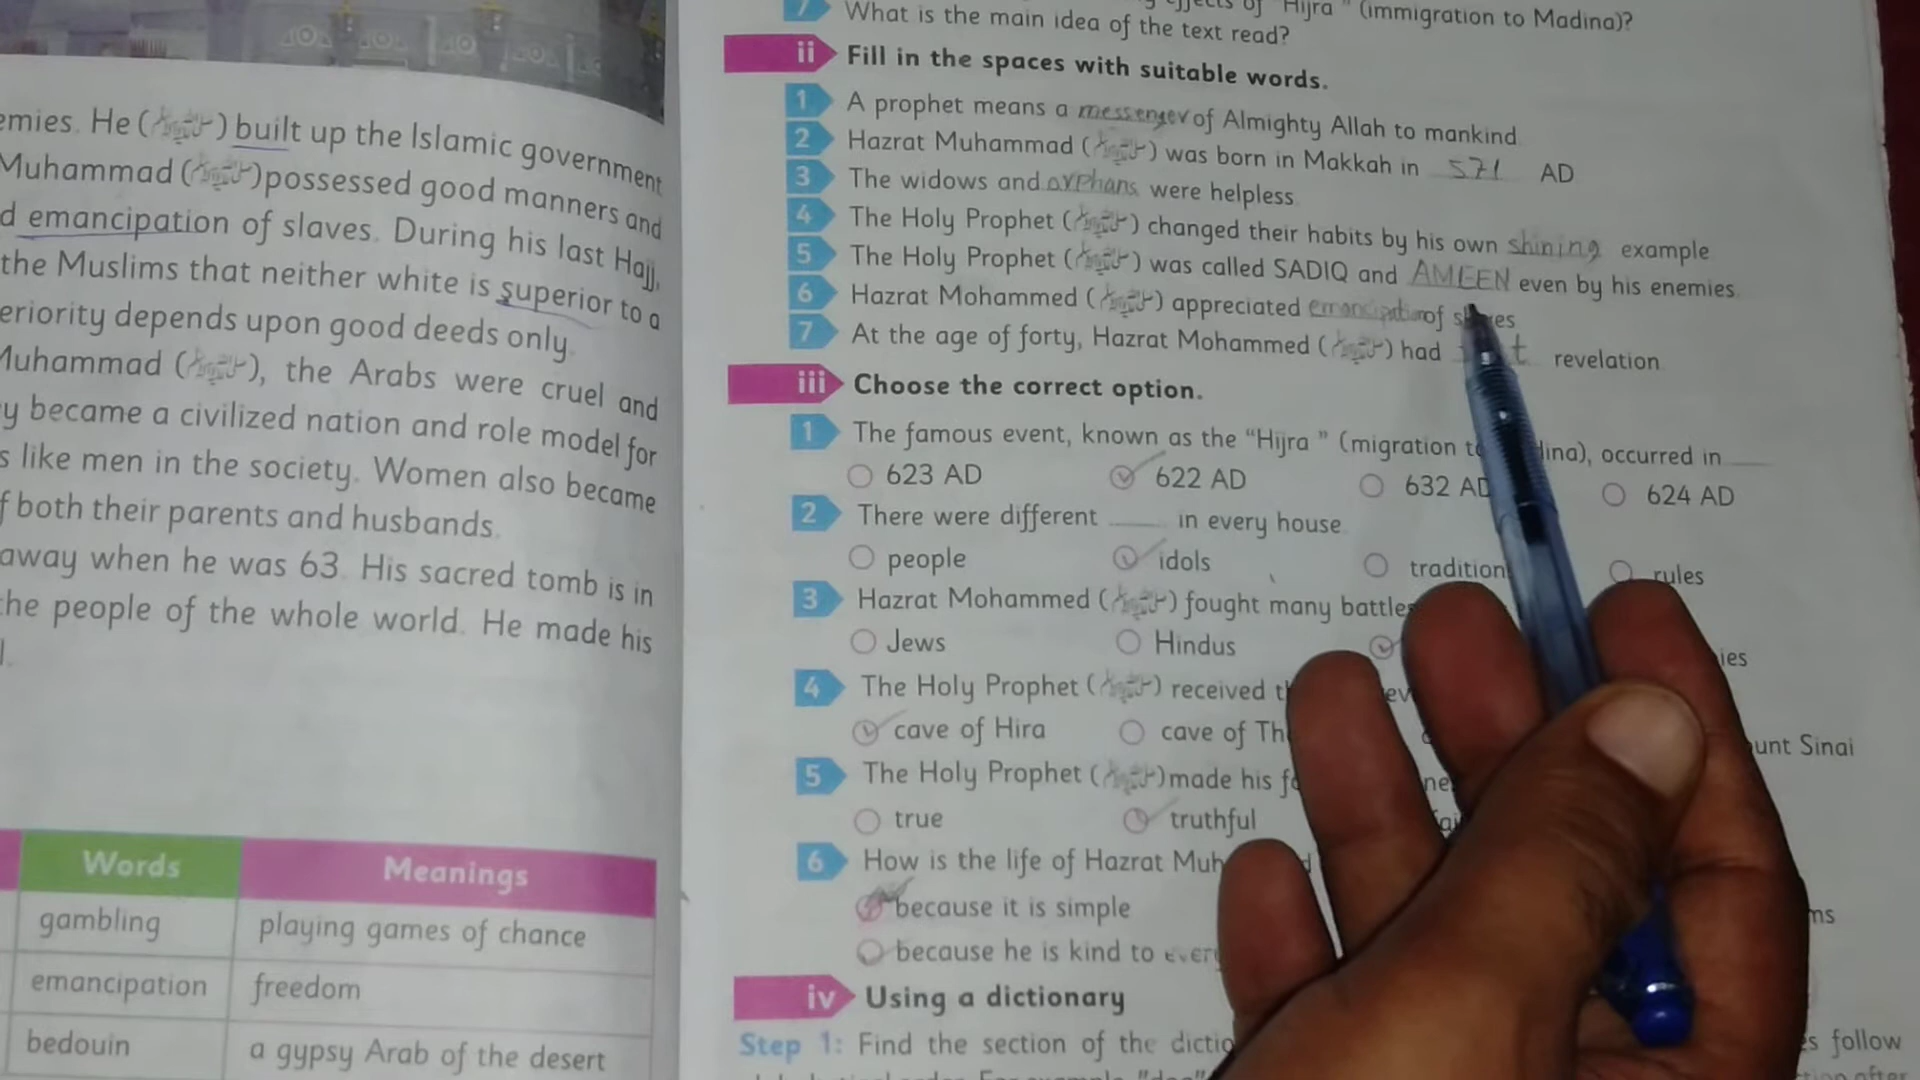 emies. He (ﷺ) built up the Islamic government
Muhammad (ﷺ) possessed good manners and
d emancipation of slaves. During his last Hajj,
the Muslims that neither white is superior to a
eriority depends upon good deeds only.
Muhammad (ﷺ), the Arabs were cruel and
y became a civilized nation and role model for
s like men in the society. Women also became
f both their parents and husbands.
away when he was 63. His sacred tomb is in
the people of the whole world. He made his
Words Meanings
gambling playing games of chance
emancipation freedom
bedouin a gypsy Arab of the desert
of "Hijra" (immigration to Madina)?
7 What is the main idea of the text read?
ii Fill in the spaces with suitable words.
1 A prophet means a messenger of Almighty Allah to mankind.
2 Hazrat Muhammad (ﷺ) was born in Makkah in 571 AD
3 The widows and orphans were helpless.
4 The Holy Prophet (ﷺ) changed their habits by his own shining example
5 The Holy Prophet (ﷺ) was called SADIQ and AMEEN even by his enemies.
6 Hazrat Mohammed (ﷺ) appreciated emancipation of
7 At the age of forty, Hazrat Mohammed (ﷺ) had revelation
iii Choose the correct option.
1 The famous event, known as the "Hijra" (migration to dina), occurred in ____
623 AD 622 AD 632 AD 624 AD
2 There were different ____ in every house.
people idols tradition rules
3 Hazrat Mohammed (ﷺ) fought many battles
Jews Hindus ies
4 The Holy Prophet (ﷺ) received
cave of Hira cave of Th unt Sinai
5 The Holy Prophet (ﷺ) made his
true truthful
6 How is the life of Hazrat Muh
because it is simple ms
because he is kind to
iv Using a dictionary
Step 1: Find the section of the dictio follow